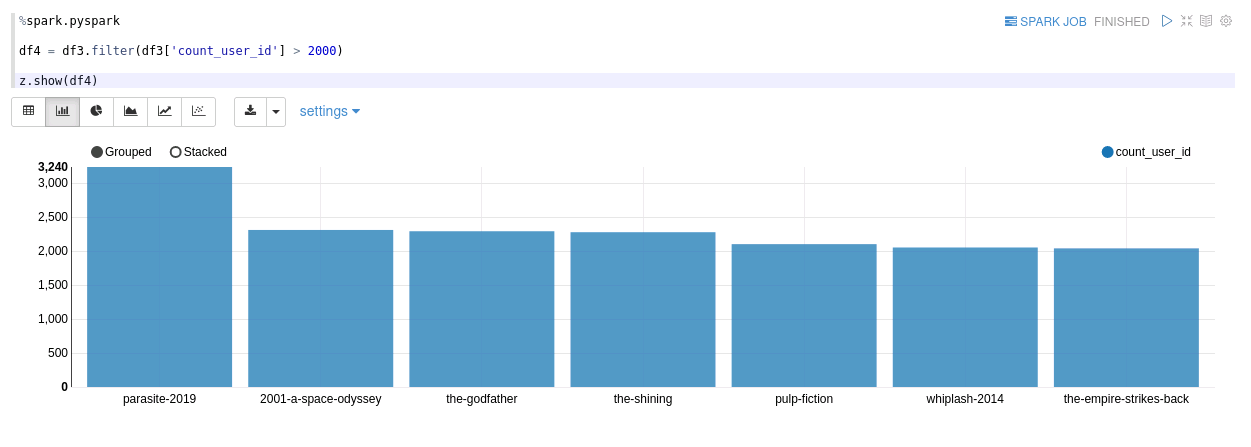 %spark.pyspark
SPARK JOB FINISHED
df4 = df3.filter(df3['count_user_id'] > 2000)
z.show(df4)
settings
Grouped Stacked
count_user_id
3,240
3,000
2,500
2,000
1,500
1,000
500
0
parasite-2019 2001-a-space-odyssey the-godfather the-shining pulp-fiction whiplash-2014 the-empire-strikes-back